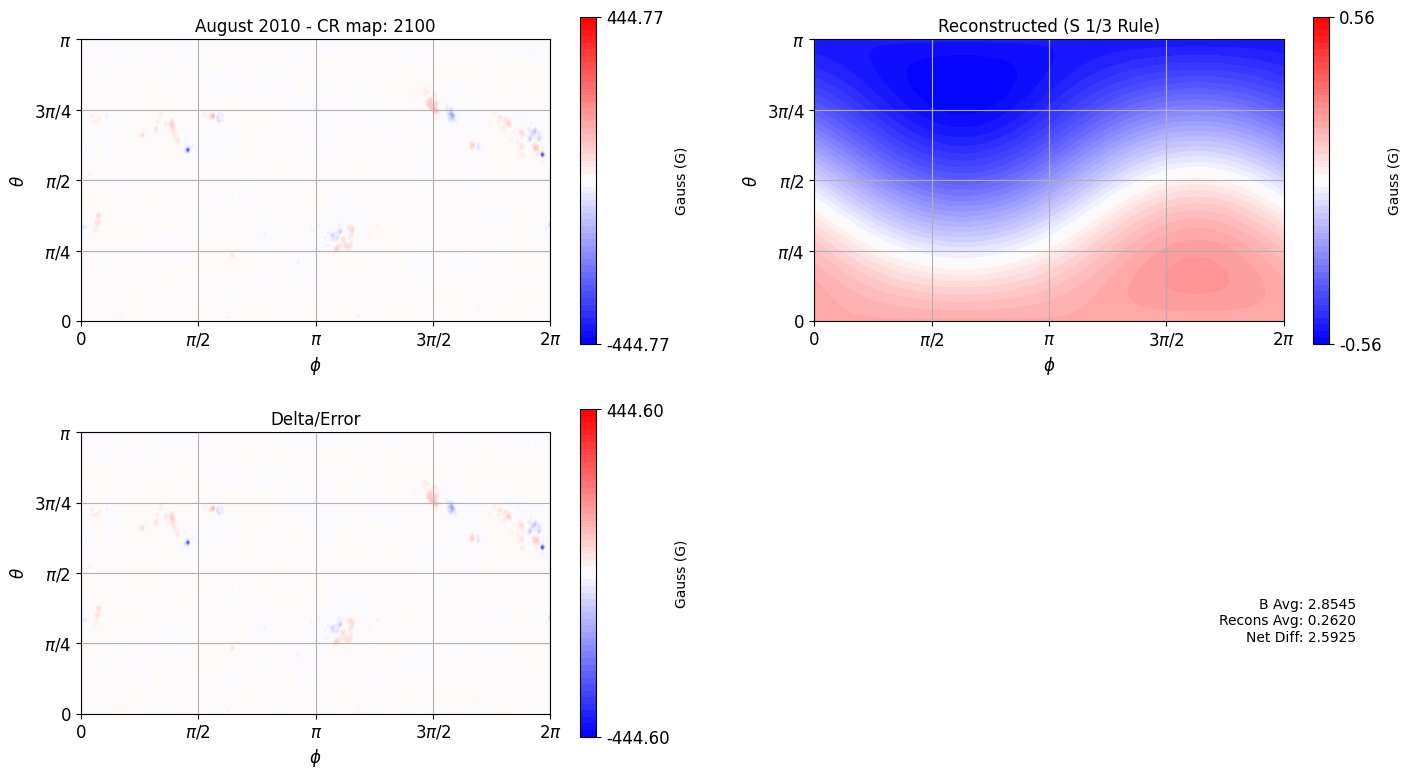 August 2010 - CR map: 2100
π
3π/4
π/2
π/4
0
θ
0
π/2
π
3π/2
2π
ϕ
444.77
-444.77
Gauss (G)
Reconstructed (S 1/3 Rule)
π
3π/4
π/2
π/4
0
θ
0
π/2
π
3π/2
2π
ϕ
0.56
-0.56
Gauss (G)
Delta/Error
π
3π/4
π/2
π/4
0
θ
0
π/2
π
3π/2
2π
ϕ
444.60
-444.60
Gauss (G)
B Avg: 2.8545
Recons Avg: 0.2620
Net Diff: 2.5925